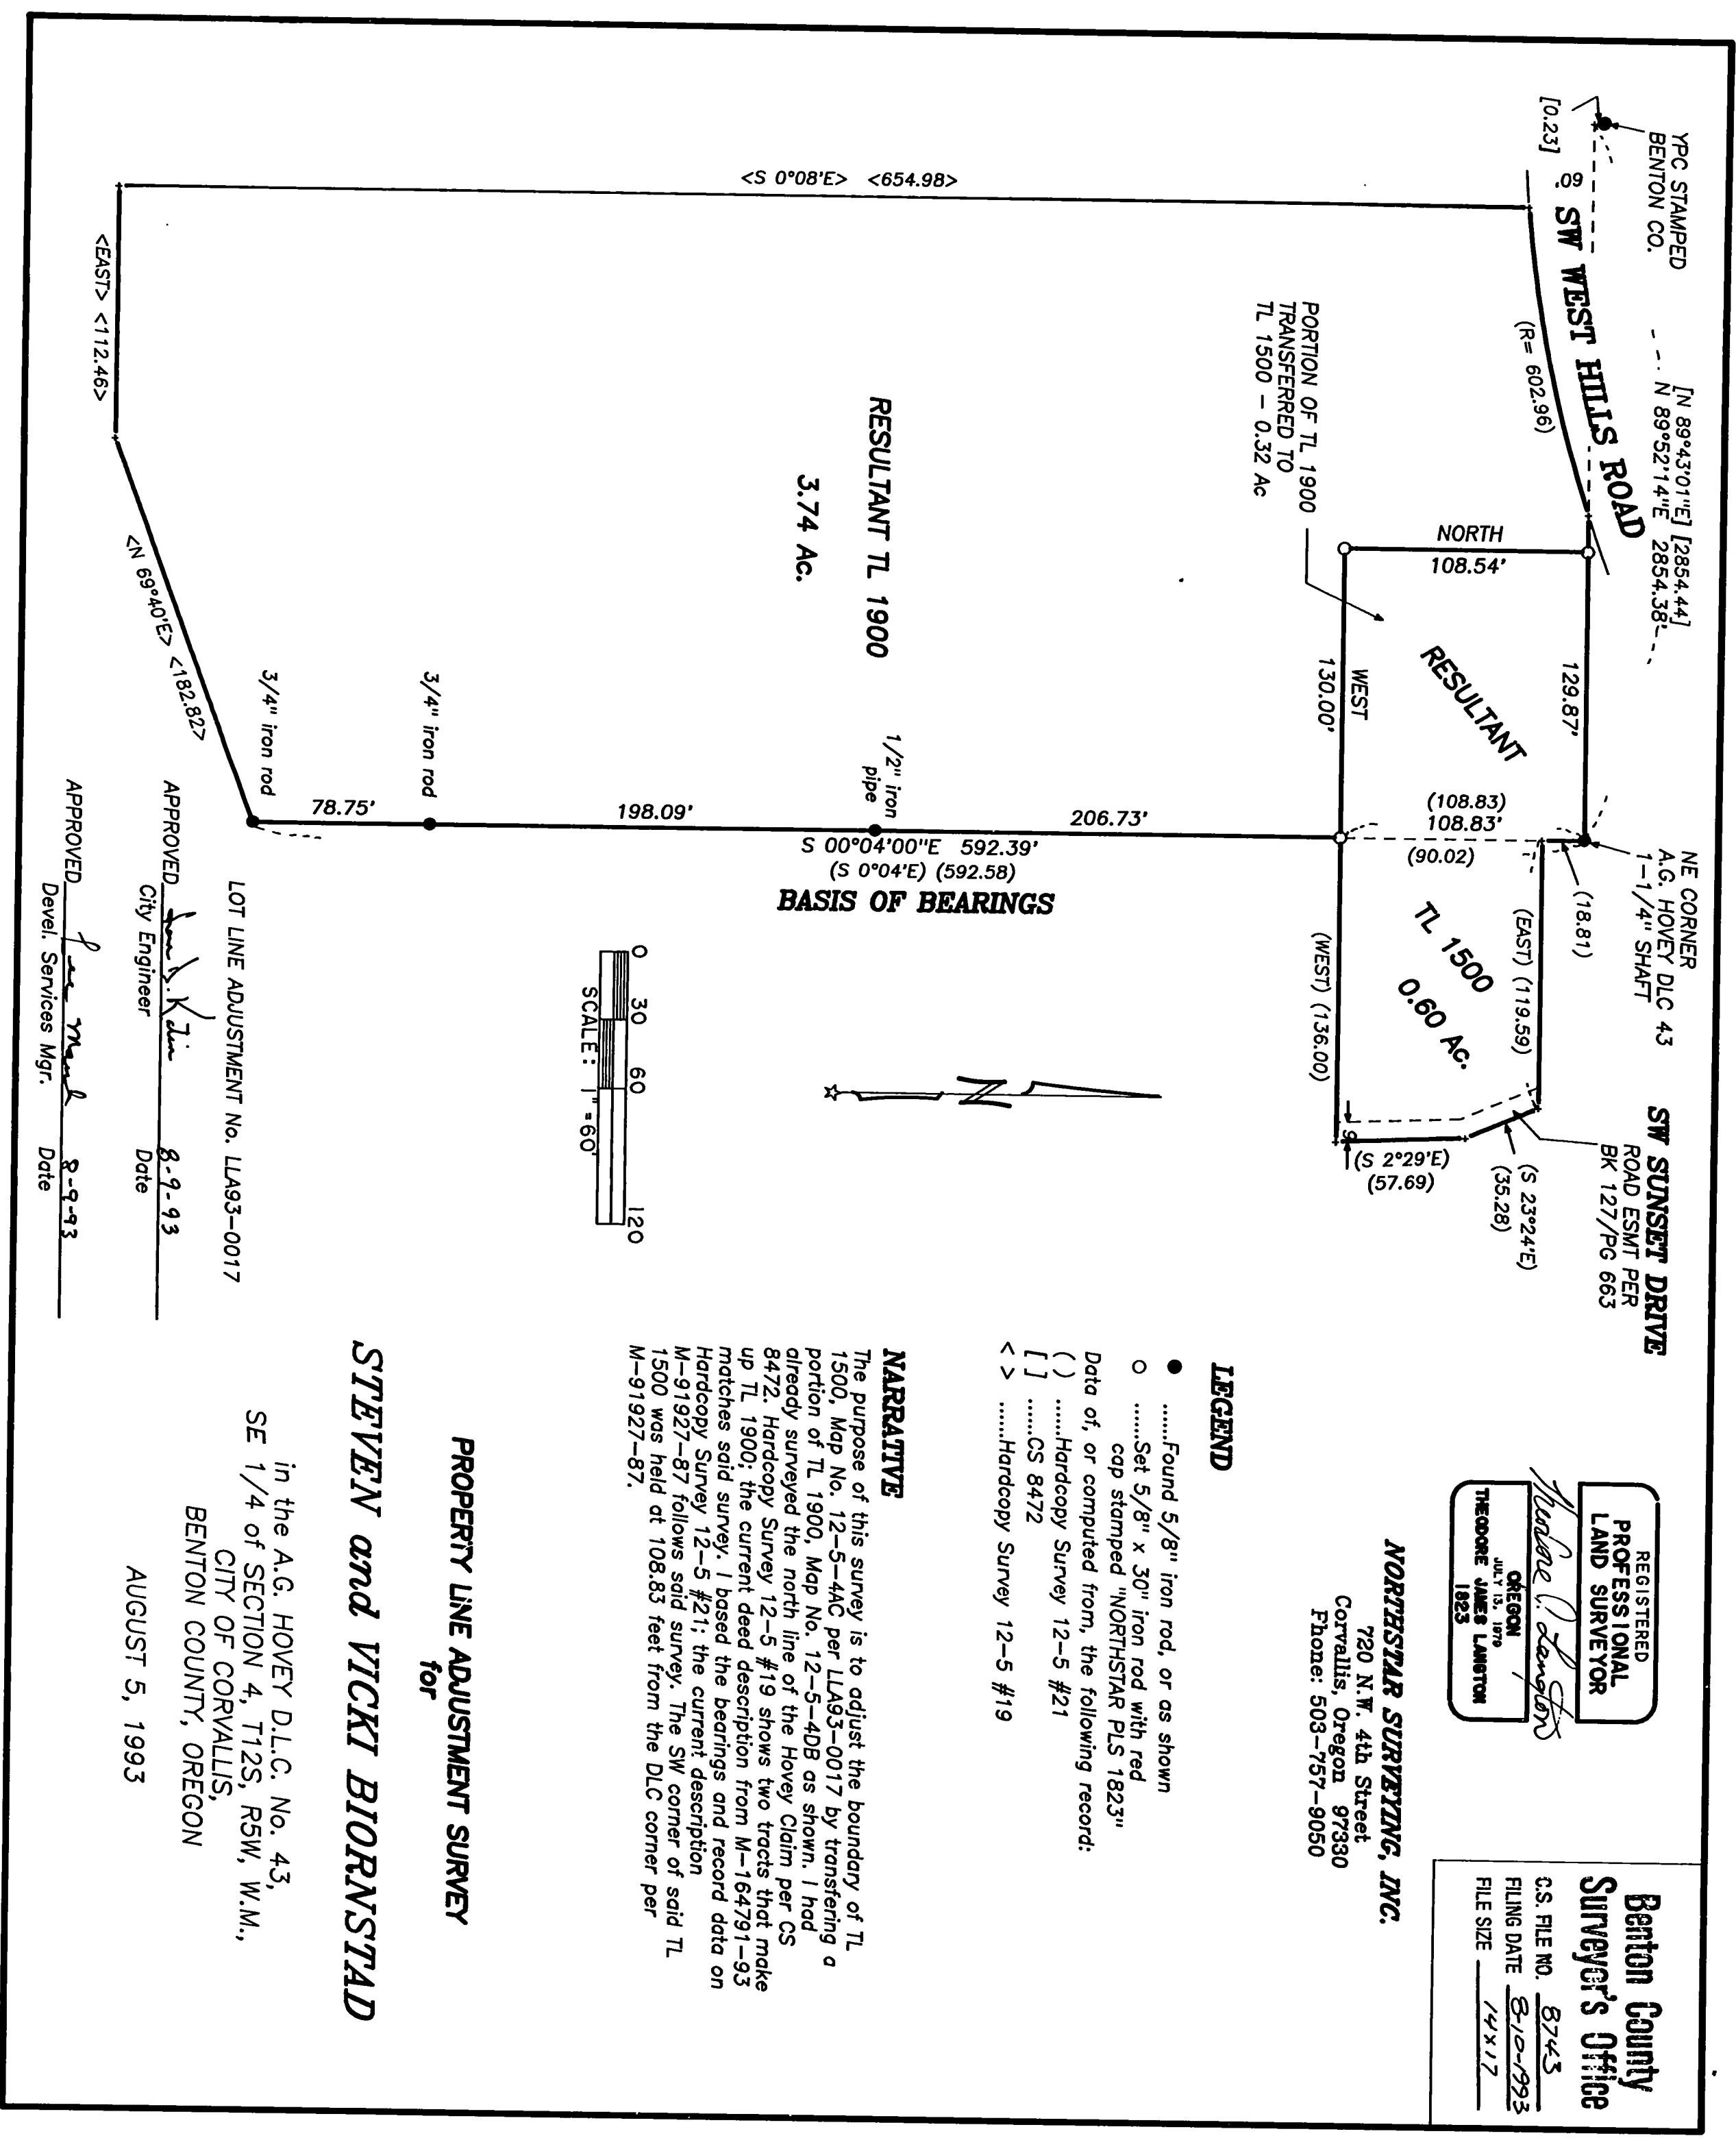 YPC STAMPED
BENTON CO.
[0.23]
60'
SW WEST HILLS ROAD
[N 89°43'01"E] [2854.44]
N 89°52'14"E 2854.38'
(R= 602.96)
<S 0°08'E> <654.98>
<EAST> <112.46>
<N 69°40'E> <182.82>
PORTION OF TL 1900
TRANSFERRED TO
TL 1500 - 0.32 Ac
NORTH
108.54'
129.87'
WEST
130.00'
RESULTANT
TL 1500
0.60 Ac.
(108.83)
108.83'
(90.02)
(18.81)
NE CORNER
A.G. HOVEY DLC 43
1-1/4" SHAFT
(EAST) (119.59)
(WEST) (136.00)
SW SUNSET DRIVE
ROAD ESMT PER
BK 127/PG 663
(S 23°24'E)
(35.28)
9'
(S 2°29'E)
(57.69)
RESULTANT TL 1900
3.74 Ac.
1/2" iron
pipe
3/4" iron rod
3/4" iron rod
78.75'
198.09'
206.73'
S 00°04'00"E 592.39'
(S 0°04'E) (592.58)
BASIS OF BEARINGS
N
0 30 60 120
SCALE: 1"=60'
LOT LINE ADJUSTMENT No. LLA93-0017
APPROVED 8-9-93
City Engineer Date
APPROVED 8-9-93
Devel. Services Mgr. Date
REGISTERED
PROFESSIONAL
LAND SURVEYOR
Theodore J. Langton
OREGON
JULY 13, 1979
THEODORE JAMES LANGTON
1823
Benton County
Surveyor's Office
C.S. FILE NO. 8743
FILING DATE 8-10-1993
FILE SIZE 14x17
NORTHSTAR SURVEYING, INC.
720 N.W. 4th Street
Corvallis, Oregon 97330
Phone: 503-757-9050
LEGEND
● ......Found 5/8" iron rod, or as shown
○ ......Set 5/8" x 30" iron rod with red
cap stamped "NORTHSTAR PLS 1823"
Data of, or computed from, the following record:
( ) ......Hardcopy Survey 12-5 #21
[ ] ......CS 8472
< > ......Hardcopy Survey 12-5 #19
NARRATIVE
The purpose of this survey is to adjust the boundary of TL
1500, Map No. 12-5-4AC per LLA93-0017 by transfering a
portion of TL 1900, Map No. 12-5-4DB as shown. I had
already surveyed the north line of the Hovey Claim per CS
8472. Hardcopy Survey 12-5 #19 shows two tracts that make
up TL 1900; the current deed description from M-164791-93
matches said survey. I based the bearings and record data on
Hardcopy Survey 12-5 #21; the current description
M-91927-87 follows said survey. The SW corner of said TL
1500 was held at 108.83 feet from the DLC corner per
M-91927-87.
PROPERTY LINE ADJUSTMENT SURVEY
for
STEVEN and VICKI BIORNSTAD
in the A.G. HOVEY D.L.C. No. 43,
SE 1/4 of SECTION 4, T12S, R5W, W.M.,
CITY OF CORVALLIS,
BENTON COUNTY, OREGON
AUGUST 5, 1993